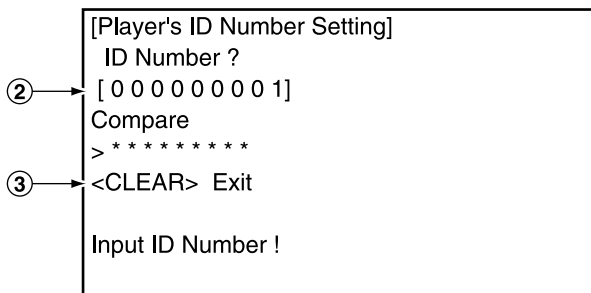 [Player's ID Number Setting]
ID Number ?
② [ 0 0 0 0 0 0 0 0 1]
Compare
> * * * * * * * * *
③ <CLEAR> Exit
Input ID Number !